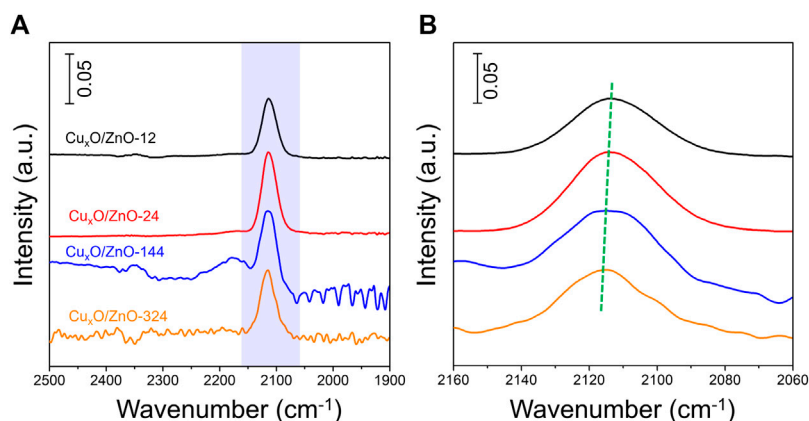 A
0.05
CuₓO/ZnO-12
CuₓO/ZnO-24
CuₓO/ZnO-144
CuₓO/ZnO-324
Intensity (a.u.)
2500 2400 2300 2200 2100 2000 1900
Wavenumber (cm⁻¹)
B
0.05
Intensity (a.u.)
2160 2140 2120 2100 2080 2060
Wavenumber (cm⁻¹)